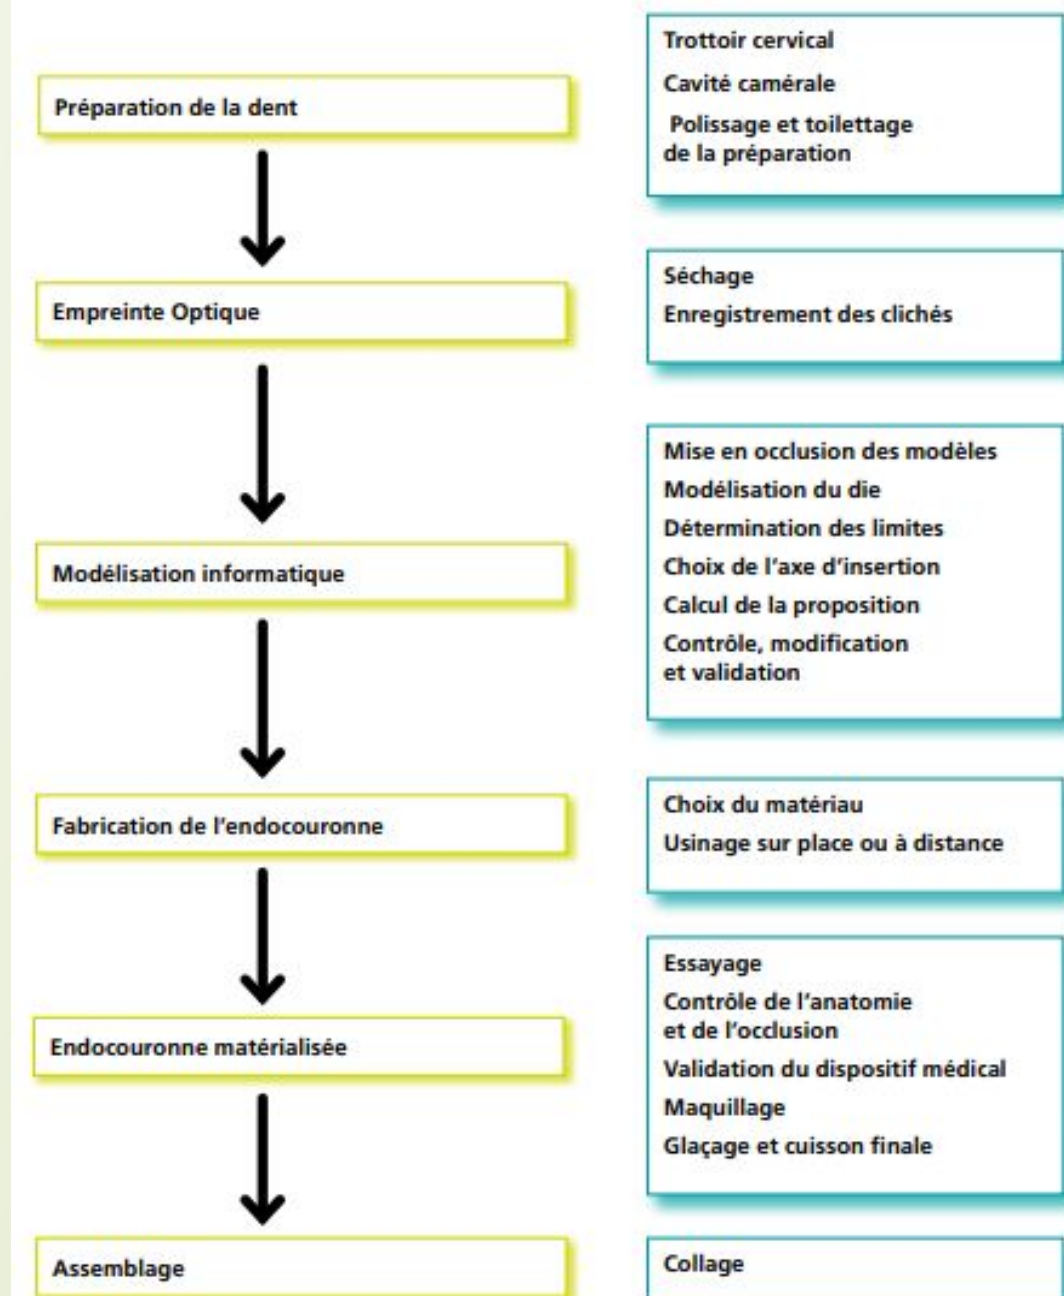 Préparation de la dent
Trottoir cervical
Cavité camérale
Polissage et toilettage
de la préparation
Empreinte Optique
Séchage
Enregistrement des clichés
Modélisation informatique
Mise en occlusion des modèles
Modélisation du die
Détermination des limites
Choix de l'axe d'insertion
Calcul de la proposition
Contrôle, modification
et validation
Fabrication de l'endocouronne
Choix du matériau
Usinage sur place ou à distance
Endocouronne matérialisée
Essayage
Contrôle de l'anatomie
et de l'occlusion
Validation du dispositif médical
Maquillage
Glaçage et cuisson finale
Assemblage
Collage